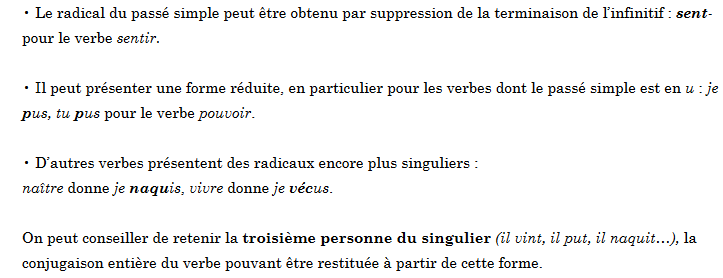 • Le radical du passé simple peut être obtenu par suppression de la terminaison de l’infinitif : sent-
pour le verbe sentir.
• Il peut présenter une forme réduite, en particulier pour les verbes dont le passé simple est en u : je
pus, tu pus pour le verbe pouvoir.
• D’autres verbes présentent des radicaux encore plus singuliers :
naître donne je naquis, vivre donne je vécus.
On peut conseiller de retenir la troisième personne du singulier (il vint, il put, il naquit…), la
conjugaison entière du verbe pouvant être restituée à partir de cette forme.